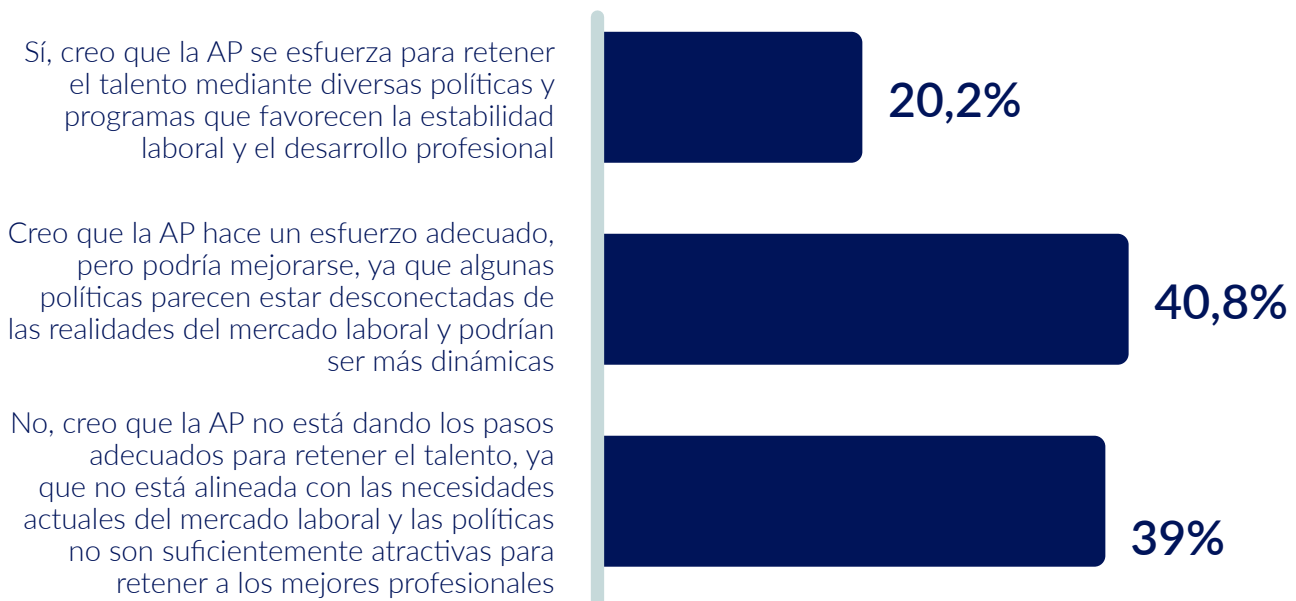 Sí, creo que la AP se esfuerza para retener
el talento mediante diversas políticas y
programas que favorecen la estabilidad
laboral y el desarrollo profesional
20,2%
Creo que la AP hace un esfuerzo adecuado,
pero podría mejorarse, ya que algunas
políticas parecen estar desconectadas de
las realidades del mercado laboral y podrían
ser más dinámicas
40,8%
No, creo que la AP no está dando los pasos
adecuados para retener el talento, ya
que no está alineada con las necesidades
actuales del mercado laboral y las políticas
no son suficientemente atractivas para
retener a los mejores profesionales
39%